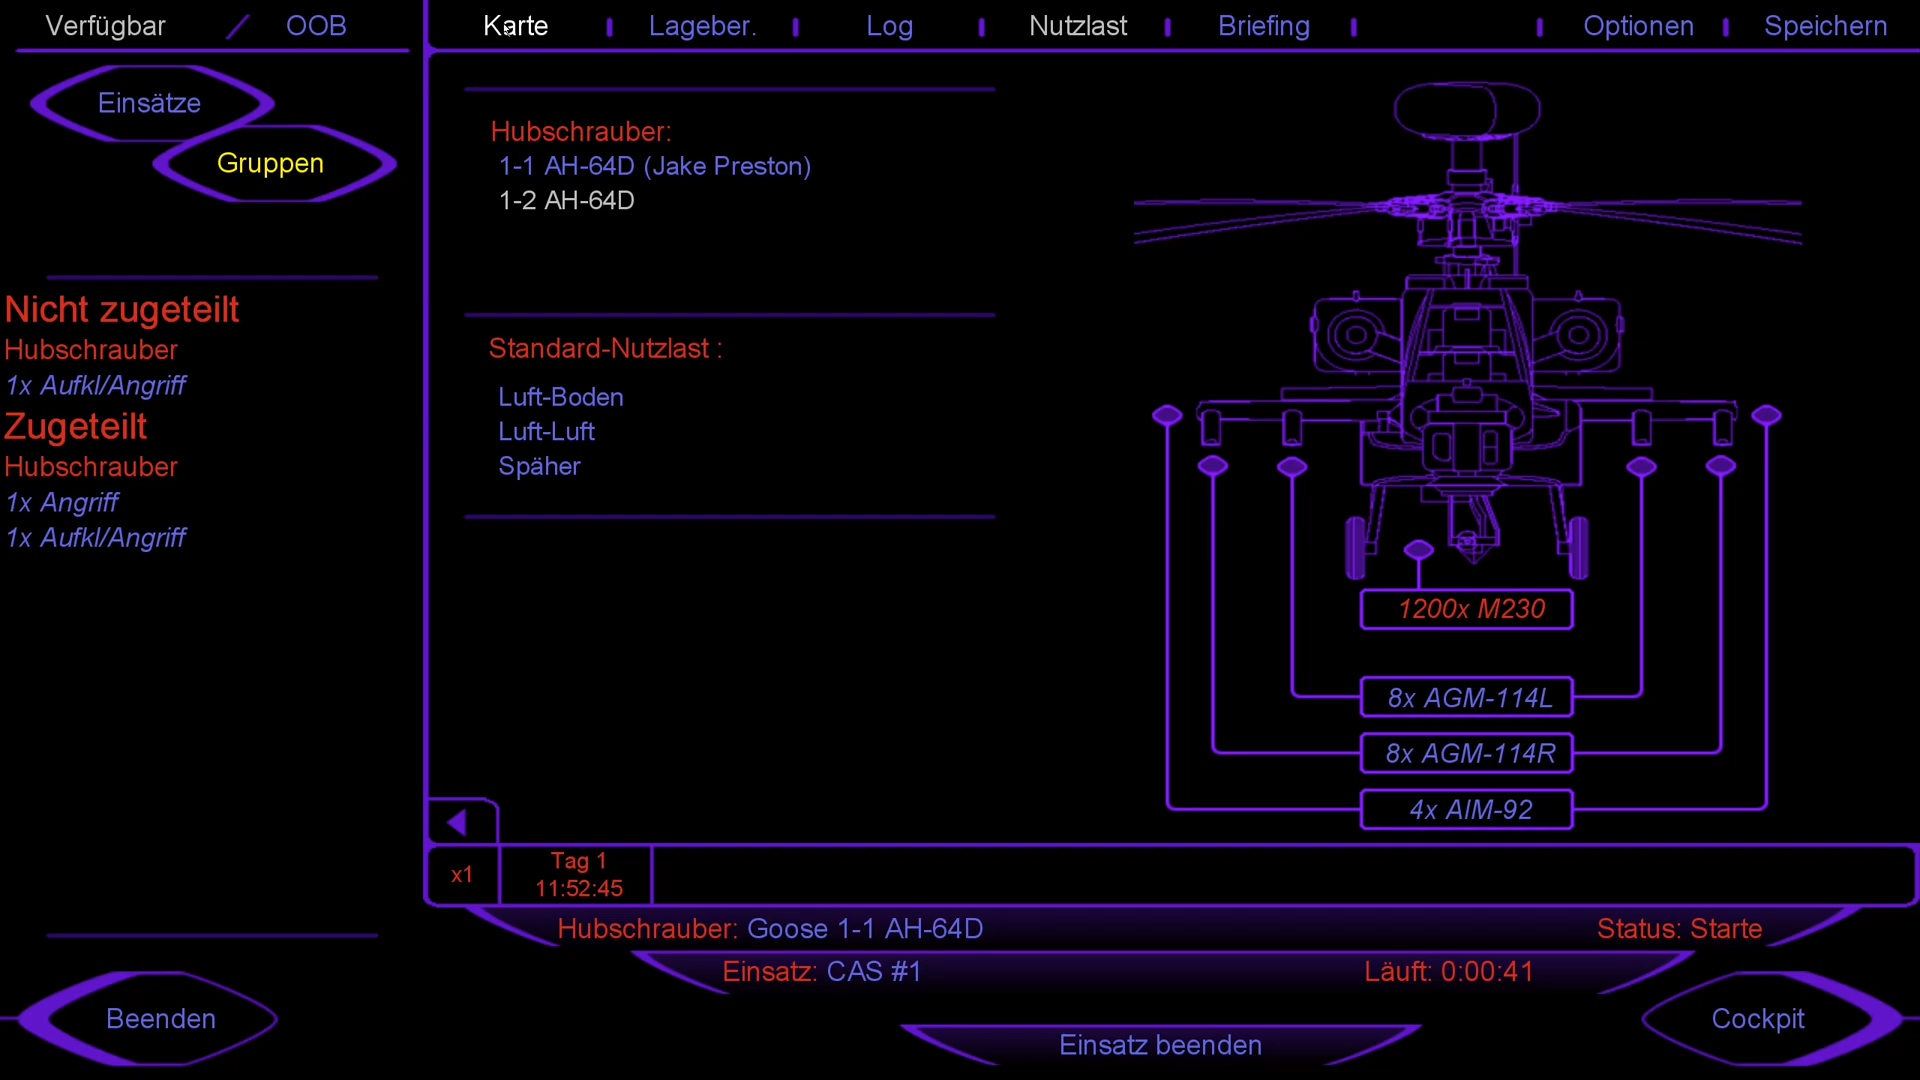 Verfügbar / OOB
Karte Lageber. Log Nutzlast Briefing Optionen Speichern
Einsätze
Gruppen
Nicht zugeteilt
Hubschrauber
1x Aufkl/Angriff
Zugeteilt
Hubschrauber
1x Angriff
1x Aufkl/Angriff
Hubschrauber:
1-1 AH-64D (Jake Preston)
1-2 AH-64D
Standard-Nutzlast :
Luft-Boden
Luft-Luft
Späher
1200x M230
8x AGM-114L
8x AGM-114R
4x AIM-92
x1
Tag 1
11:52:45
Hubschrauber: Goose 1-1 AH-64D Status: Starte
Einsatz: CAS #1 Läuft: 0:00:41
Beenden
Einsatz beenden
Cockpit